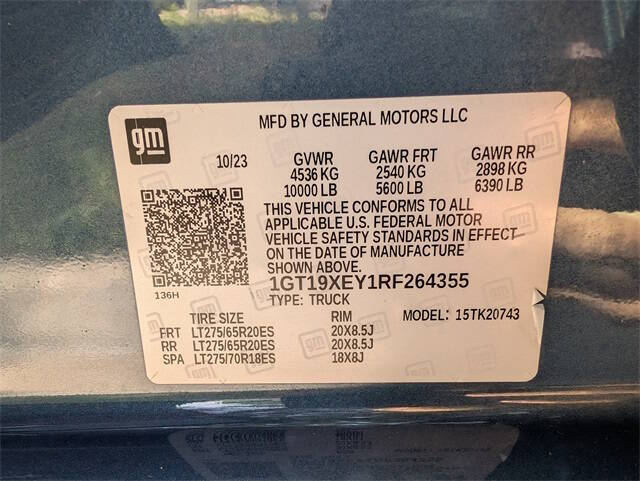 gm
MFD BY GENERAL MOTORS LLC
10/23 GVWR GAWR FRT GAWR RR
4536 KG 2540 KG 2898 KG
10000 LB 5600 LB 6390 LB
THIS VEHICLE CONFORMS TO ALL
APPLICABLE U.S. FEDERAL MOTOR
VEHICLE SAFETY STANDARDS IN EFFECT
ON THE DATE OF MANUFACTURE
SHOWN ABOVE.
136H
1GT19XEY1RF264355
TYPE: TRUCK
TIRE SIZE RIM MODEL: 15TK20743
FRT LT275/65R20ES 20X8.5J
RR LT275/65R20ES 20X8.5J
SPA LT275/70R18ES 18X8J